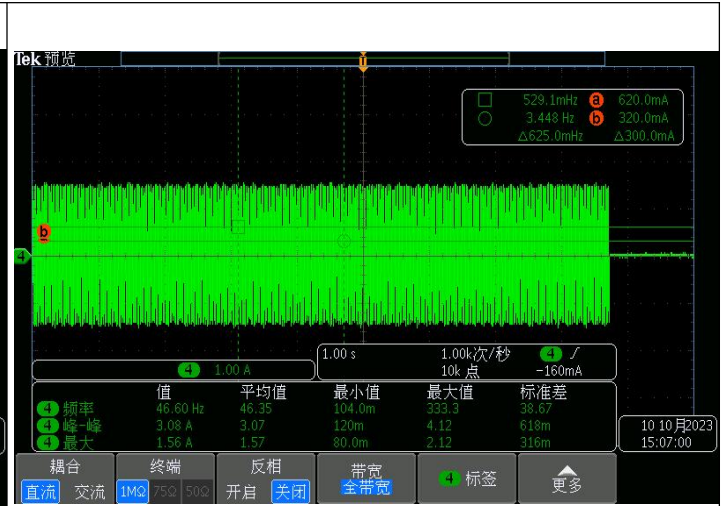 Tek 预览
T
529.1mHz a 620.0mA
3.448 Hz b 320.0mA
△625.0mHz △300.0mA
b
4
4 1.00 A
1.00 s 1.00k次/秒 4 /
10k 点 -160mA
值 平均值 最小值 最大值 标准差
4 频率 46.60 Hz 46.35 104.0m 333.3 38.67
4 峰-峰 3.08 A 3.07 120m 4.12 618m
4 最大 1.56 A 1.57 80.0m 2.12 316m
10 10月2023
15:07:00
耦合 终端 反相 带宽 4 标签 更多
直流 交流 1MΩ 75Ω 50Ω 开启 关闭 全带宽